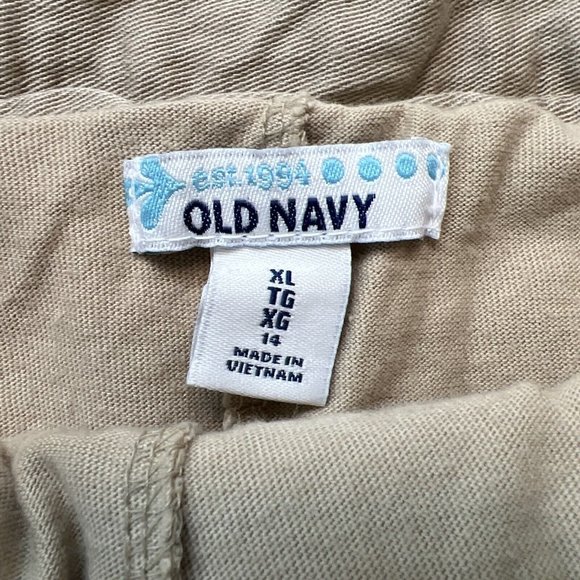 est. 1994
OLD NAVY
XL
TG
XG
14
MADE IN
VIETNAM